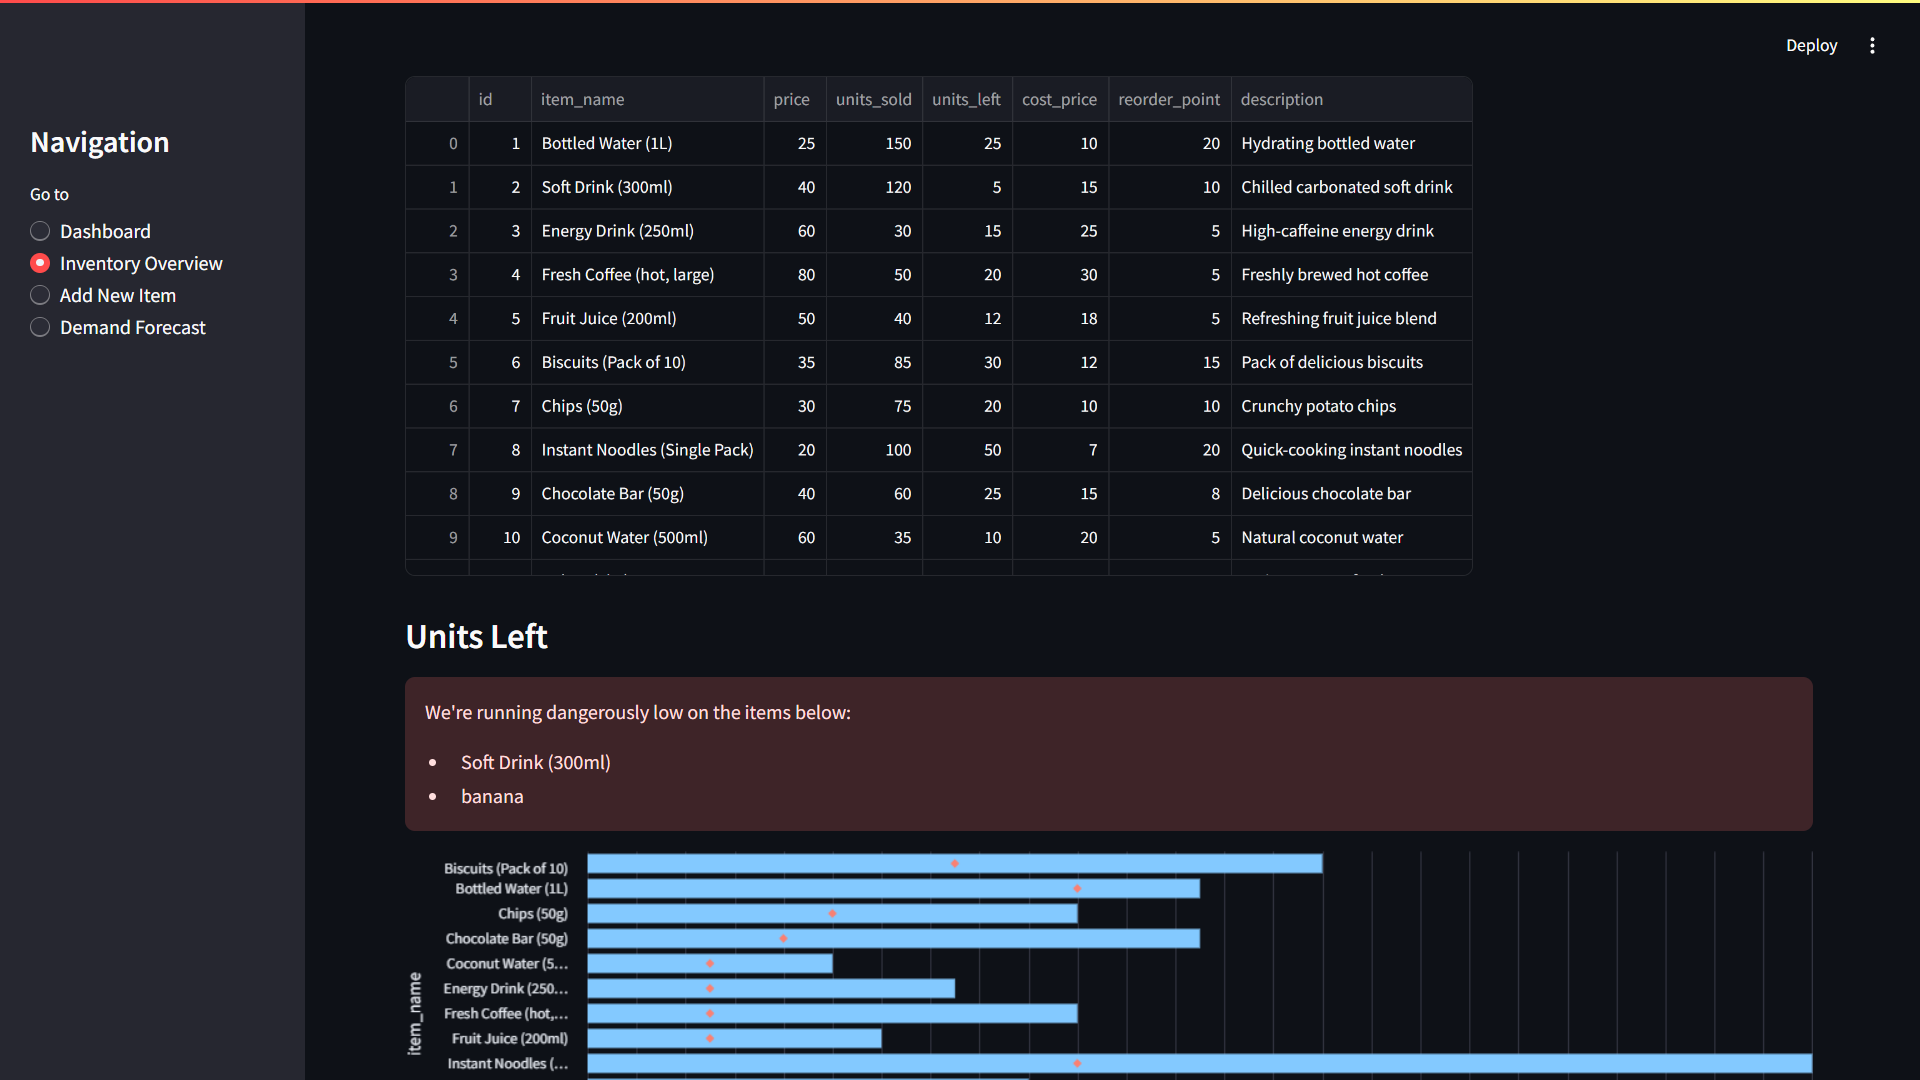 Deploy
Navigation
Go to
Dashboard
Inventory Overview
Add New Item
Demand Forecast
id item_name price units_sold units_left cost_price reorder_point description
0 1 Bottled Water (1L) 25 150 25 10 20 Hydrating bottled water
1 2 Soft Drink (300ml) 40 120 5 15 10 Chilled carbonated soft drink
2 3 Energy Drink (250ml) 60 30 15 25 5 High-caffeine energy drink
3 4 Fresh Coffee (hot, large) 80 50 20 30 5 Freshly brewed hot coffee
4 5 Fruit Juice (200ml) 50 40 12 18 5 Refreshing fruit juice blend
5 6 Biscuits (Pack of 10) 35 85 30 12 15 Pack of delicious biscuits
6 7 Chips (50g) 30 75 20 10 10 Crunchy potato chips
7 8 Instant Noodles (Single Pack) 20 100 50 7 20 Quick-cooking instant noodles
8 9 Chocolate Bar (50g) 40 60 25 15 8 Delicious chocolate bar
9 10 Coconut Water (500ml) 60 35 10 20 5 Natural coconut water
Units Left
We're running dangerously low on the items below:
• Soft Drink (300ml)
• banana
item_name
Biscuits (Pack of 10)
Bottled Water (1L)
Chips (50g)
Chocolate Bar (50g)
Coconut Water (5…
Energy Drink (250…
Fresh Coffee (hot,…
Fruit Juice (200ml)
Instant Noodles (…